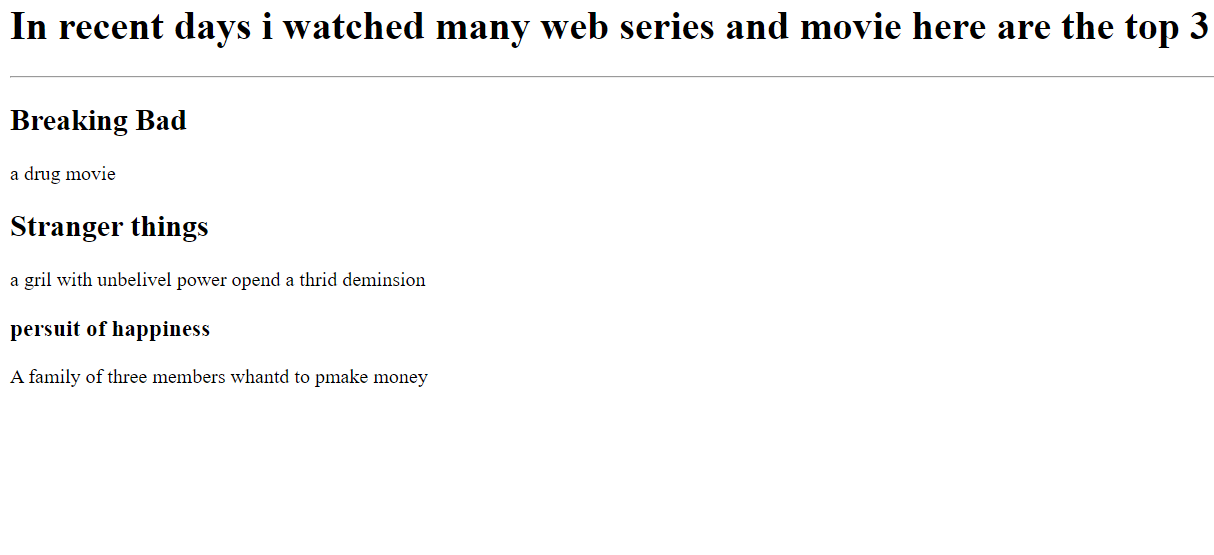 In recent days i watched many web series and movie here are the top 3
Breaking Bad
a drug movie
Stranger things
a gril with unbelivel power opend a thrid deminsion
persuit of happiness
A family of three members whantd to pmake money